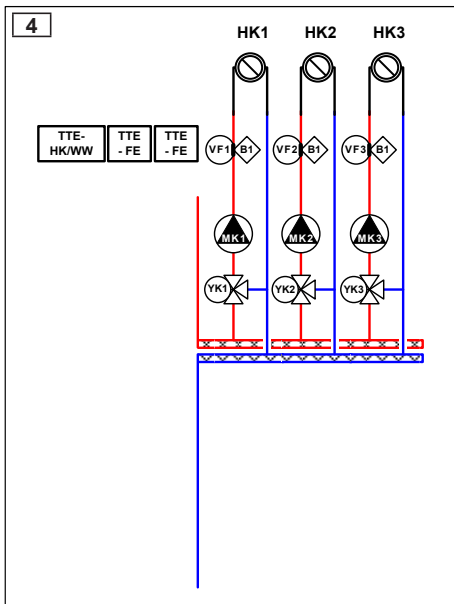 4
HK1 HK2 HK3
TTE- TTE TTE
HK/WW - FE - FE
VF1 B1 VF2 B1 VF3 B1
MK1 MK2 MK3
YK1 YK2 YK3